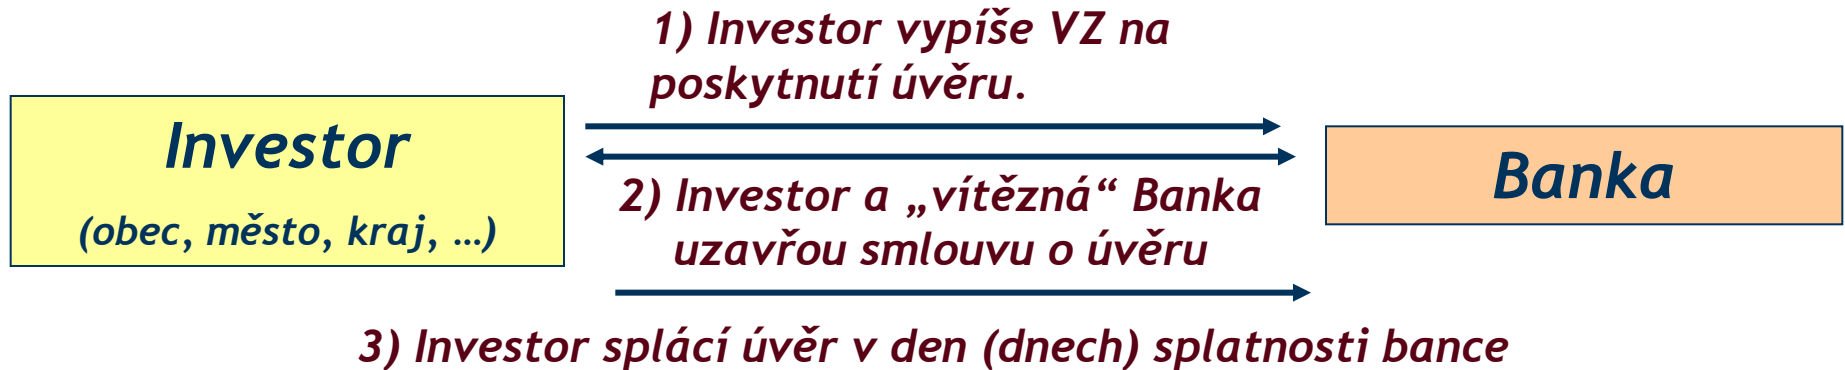 1) Investor vypíše VZ na
poskytnutí úvěru.
Investor
(obec, město, kraj, …)
Banka
2) Investor a „vítězná“ Banka
uzavřou smlouvu o úvěru
3) Investor splácí úvěr v den (dnech) splatnosti bance